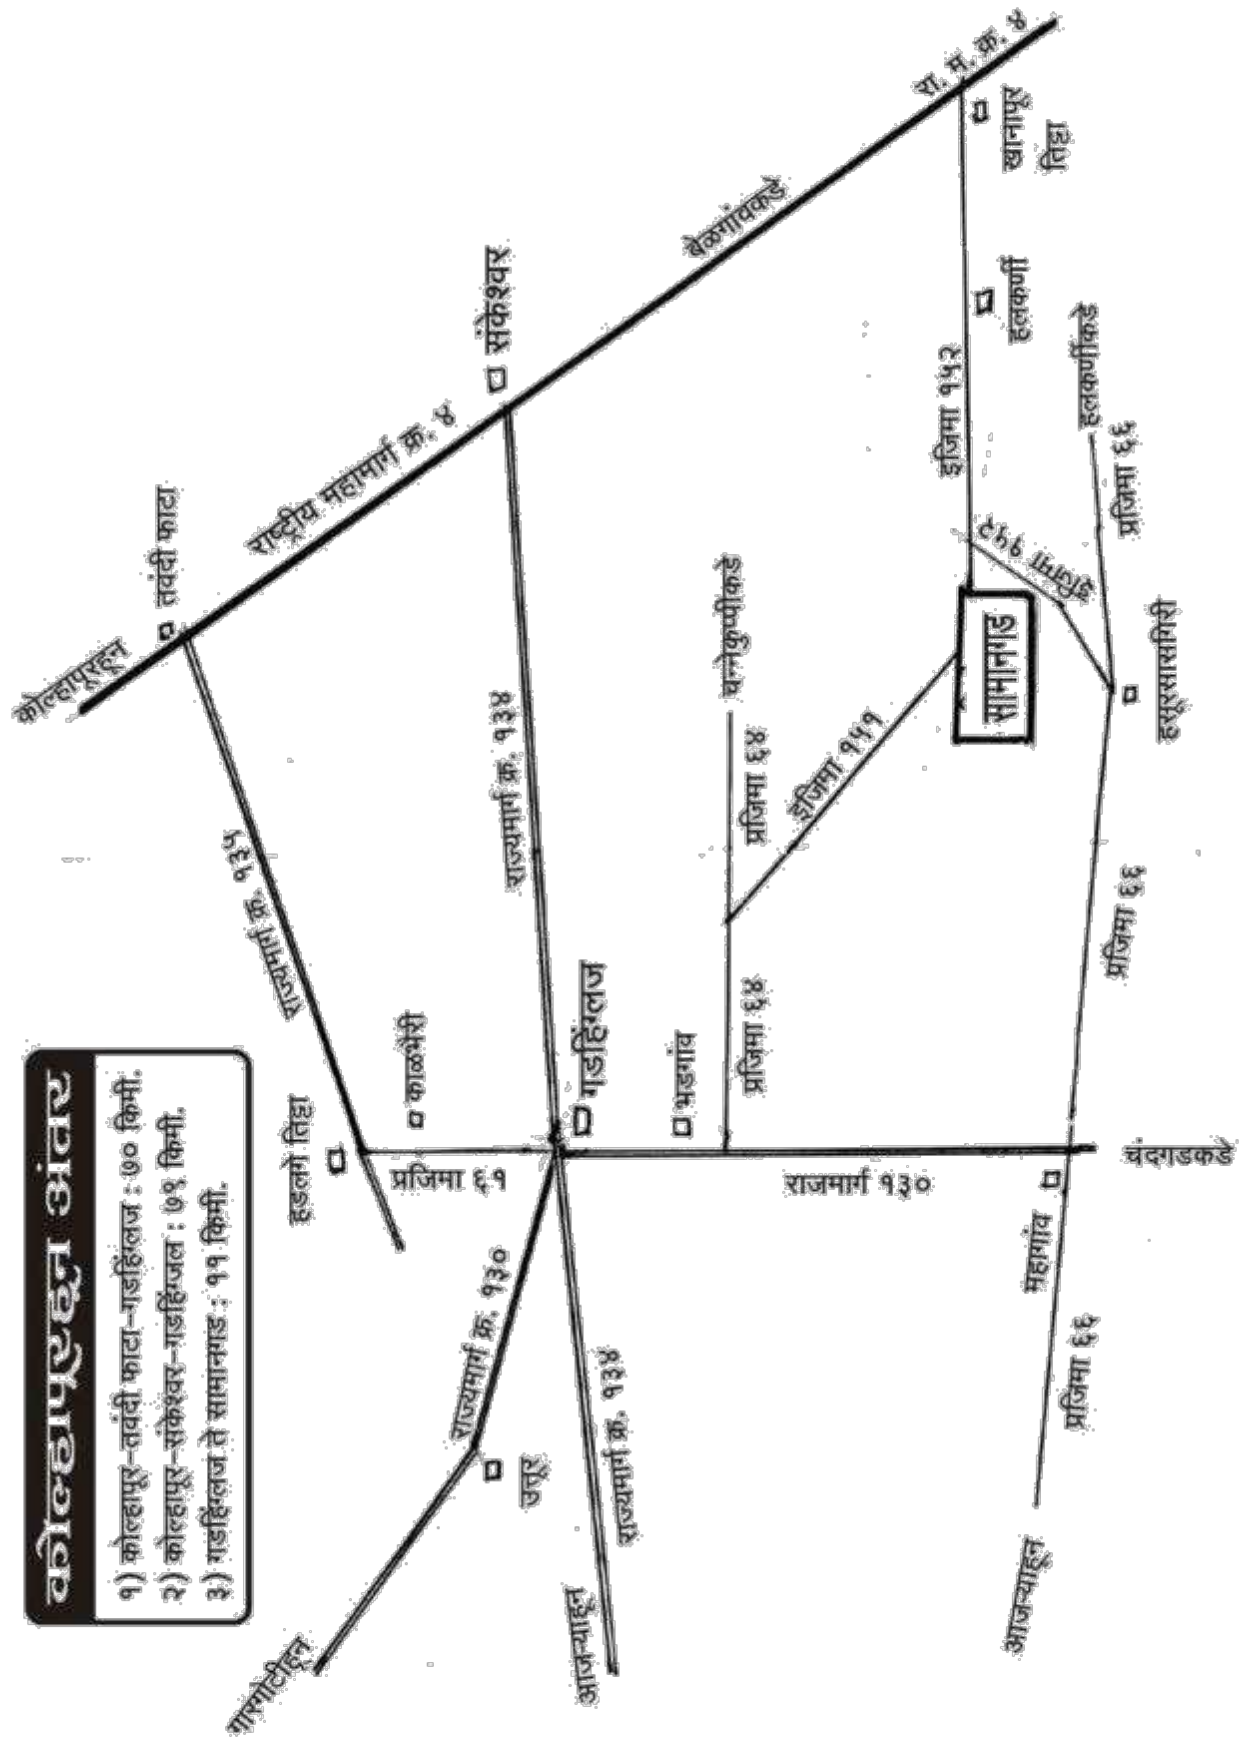 कोल्हापूरहून अंतर
१) कोल्हापूर-तवंदी फाटा-गडहिंग्लज : ७० किमी.
२) कोल्हापूर-संकेश्वर-गडहिंग्जल : ७९ किमी.
३) गडहिंग्लज ते सामानगड : ११ किमी.
कोल्हापूरहून
तवंदी फाटा
राष्ट्रीय महामार्ग क्र. ४
संकेश्वर
बेळगांवकडे
रा. म. क्र. ४
खानापूर
तिट्टा
हलकर्णी
इजिमा १५२
हलकर्णीकडे
प्रजिमा ६६
इजिमा १५२
सामानगड
हसूरसासगिरी
राज्यमार्ग क्र. १३५
राज्यमार्ग क्र. १३४
चन्नेकुप्पीकडे
प्रजिमा ६४
इजिमा १५१
प्रजिमा ६६
हडलगे तिट्टा
काळभैरी
गडहिंग्लज
भडगांव
प्रजिमा ६४
प्रजिमा ६१
राजमार्ग १३०
चंदगडकडे
महागांव
राज्यमार्ग क्र. १३०
उत्तूर
राज्यमार्ग क्र. १३४
प्रजिमा ६६
गारगोटीहून
आजऱ्याहून
आजऱ्याहून